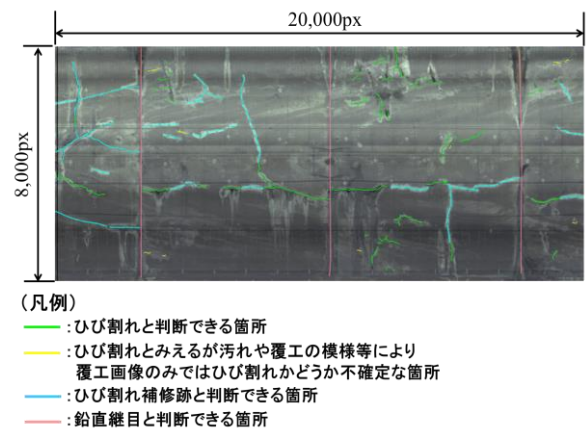 20,000px
8,000px
(凡例)
:ひび割れと判断できる箇所
:ひび割れとみえるが汚れや覆工の模様等により
覆工画像のみではひび割れかどうか不確定な箇所
:ひび割れ補修跡と判断できる箇所
:鉛直継目と判断できる箇所